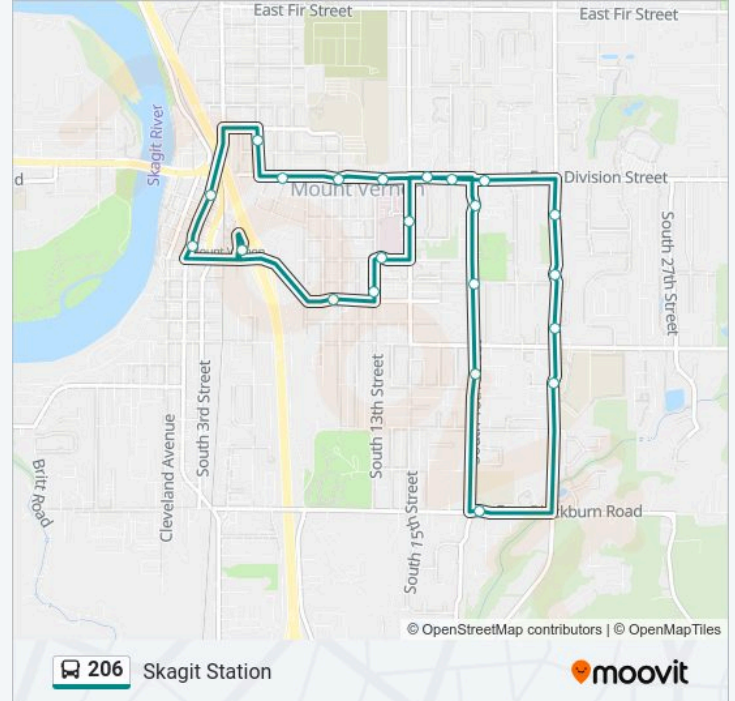 East Fir Street
East Fir Street
Skagit River
d
Mount Vernon
Division Street
South 27th Street
South 3rd Street
South 13th Street
Cleveland Avenue
South 15th Street
Britt Road
kburn Road
© OpenStreetMap contributors | © OpenMapTiles
206 Skagit Station
moovit